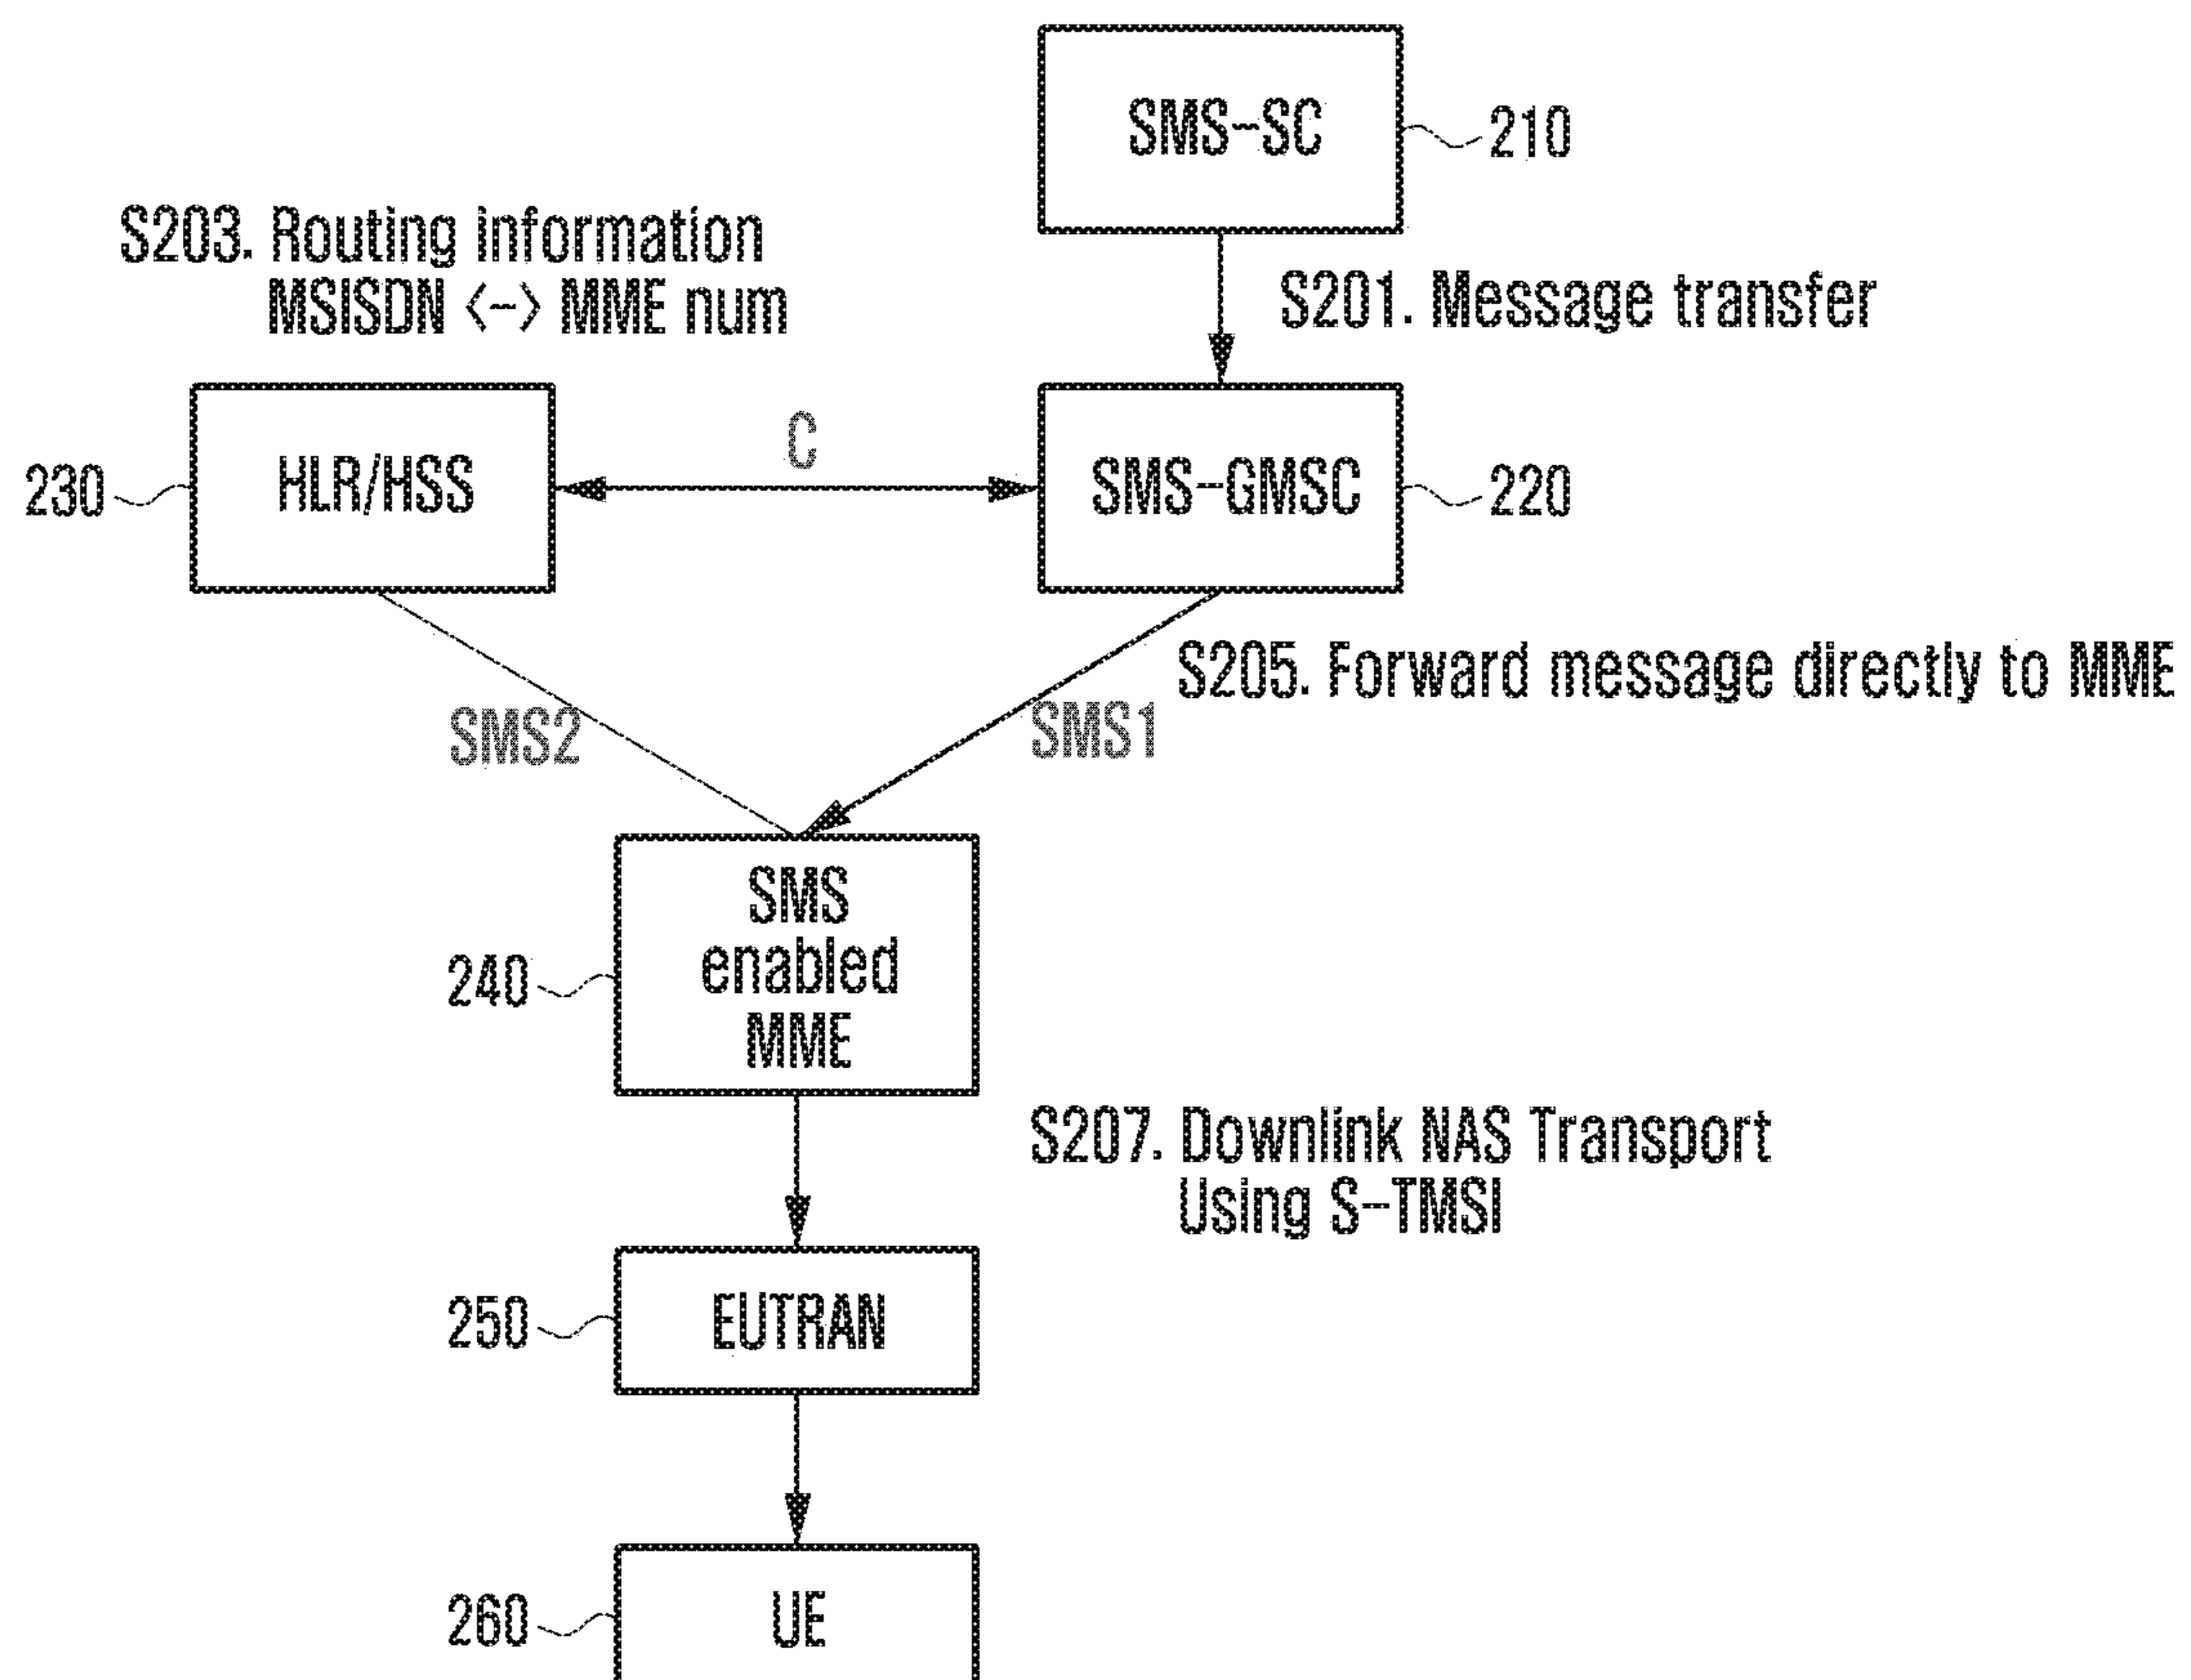 SMS-SC
210
S203. Routing information
MSISDN <-> MME num
S201. Message transfer
230
HLR/HSS
C
SMS-GMSC
220
S205. Forward message directly to MME
SMS2
SMS1
SMS
enabled
MME
240
S207. Downlink NAS Transport
Using S-TMSI
250
EUTRAN
260
UE